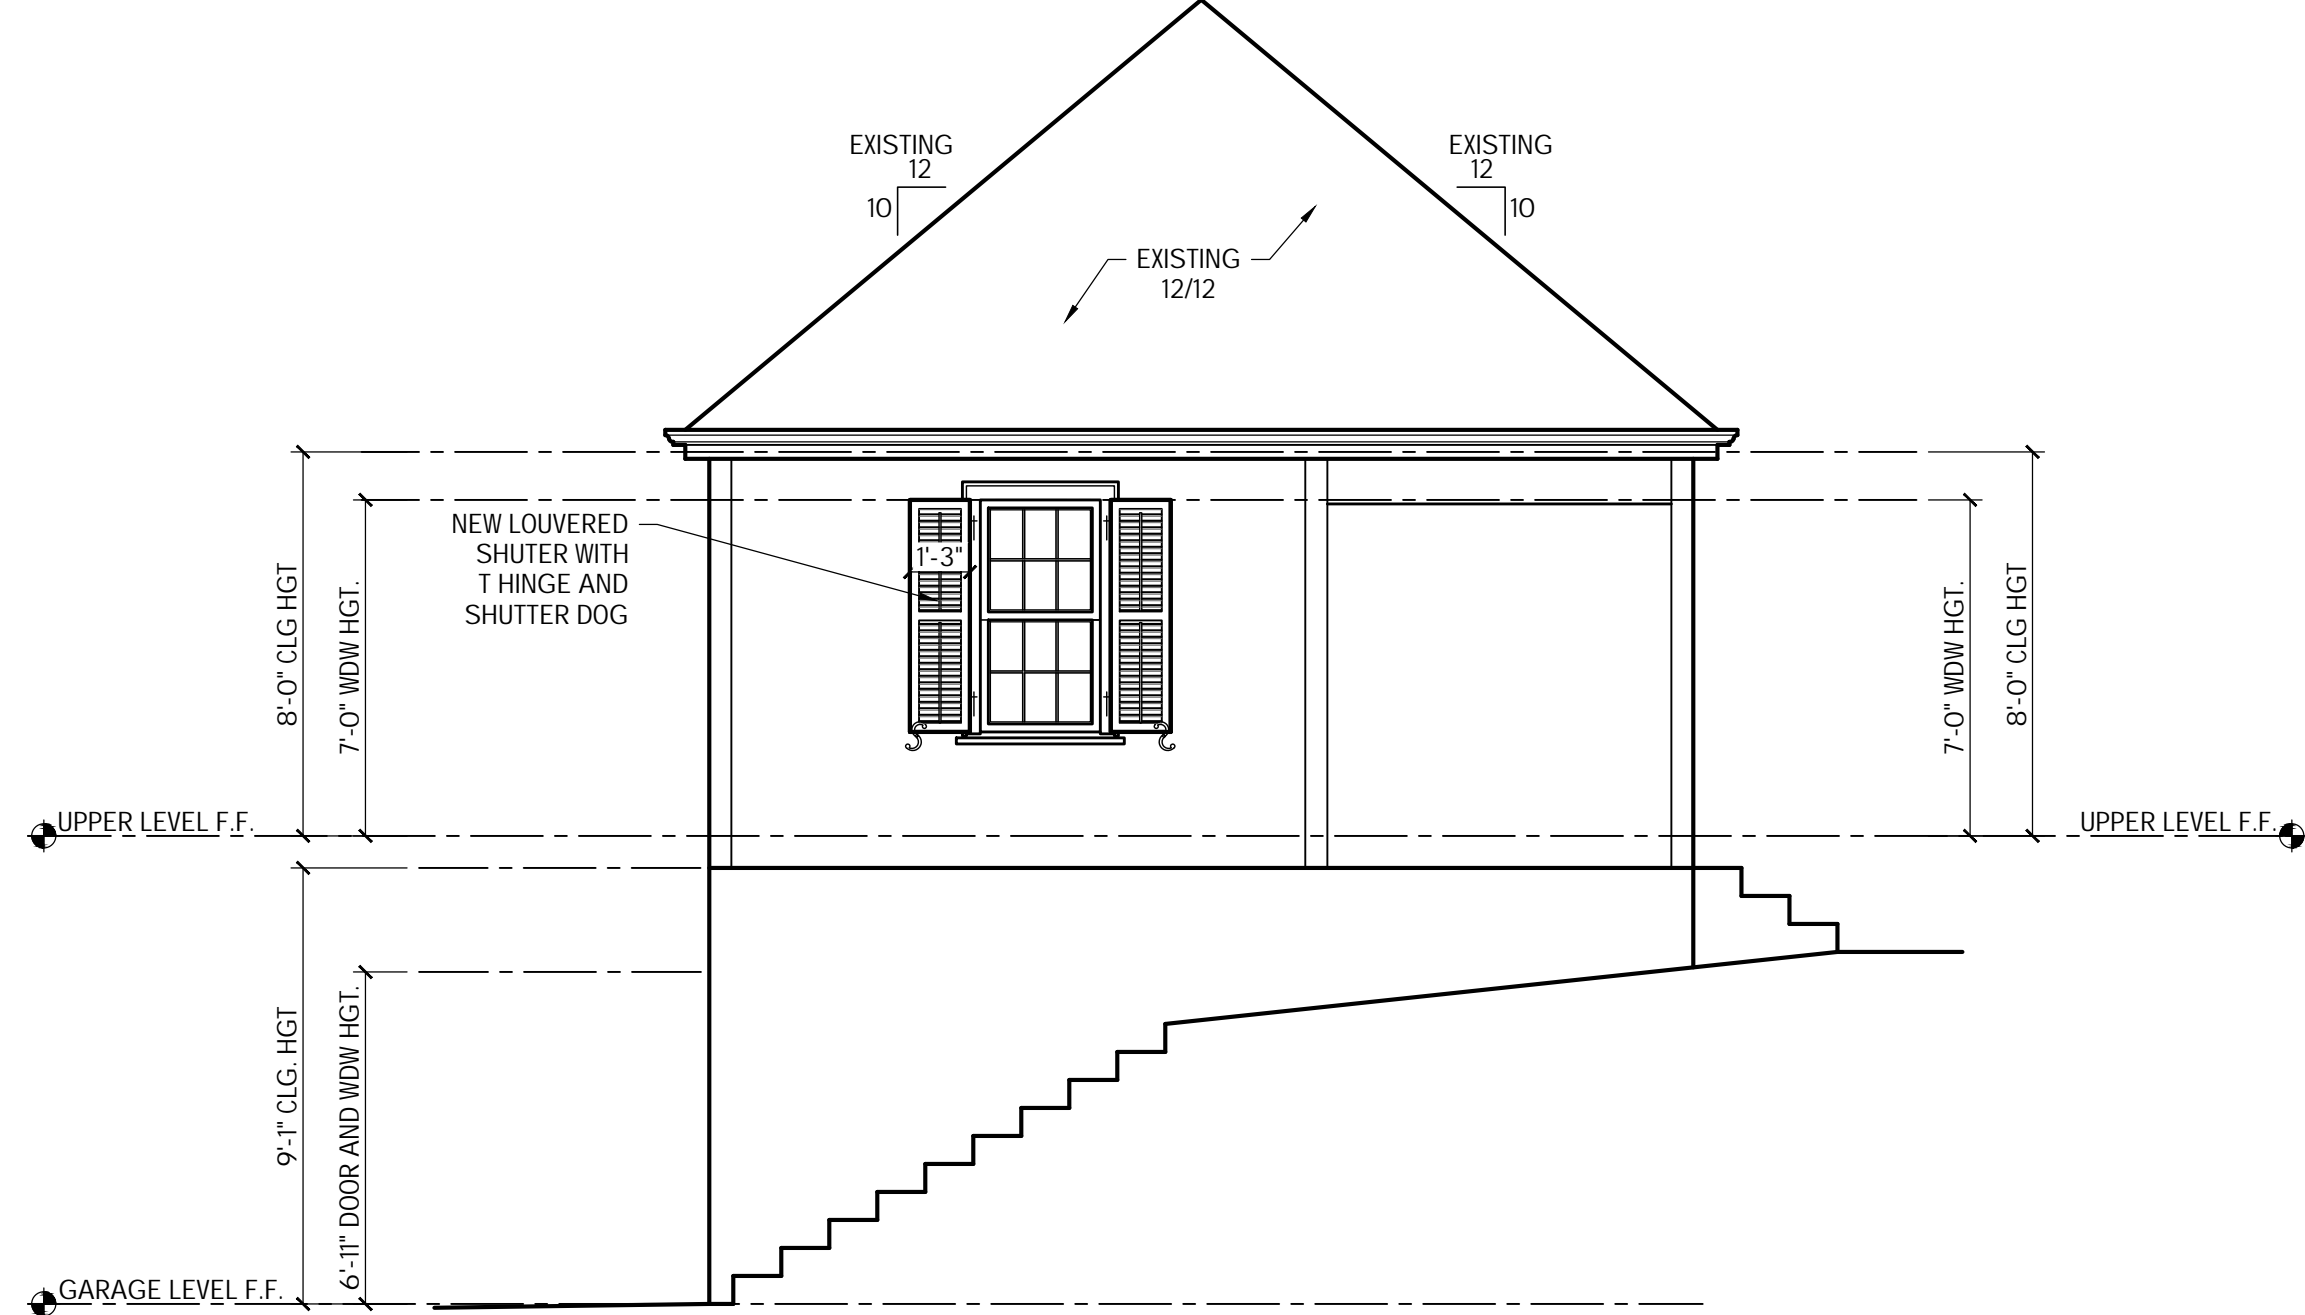 EXISTING
12
10
EXISTING
12
10
EXISTING
12/12
NEW LOUVERED
SHUTER WITH
T HINGE AND
SHUTTER DOG
1'-3"
8'-0" CLG HGT
7'-0" WDW HGT.
7'-0" WDW HGT.
8'-0" CLG HGT
UPPER LEVEL F.F.
UPPER LEVEL F.F.
9'-1" CLG. HGT
6'-11" DOOR AND WDW HGT.
GARAGE LEVEL F.F.